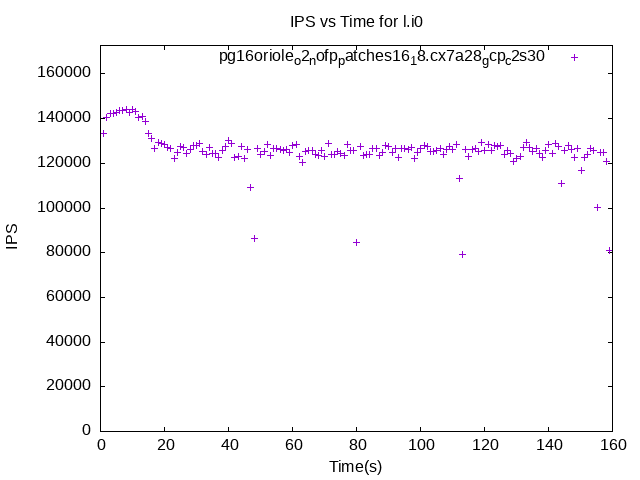 IPS vs Time for l.i0
pg16oriole_o2_nofp_patches16_18.cx7a28_gcp_c2s30
160000
140000
120000
100000
80000
60000
40000
20000
0
IPS
0 20 40 60 80 100 120 140 160
Time(s)